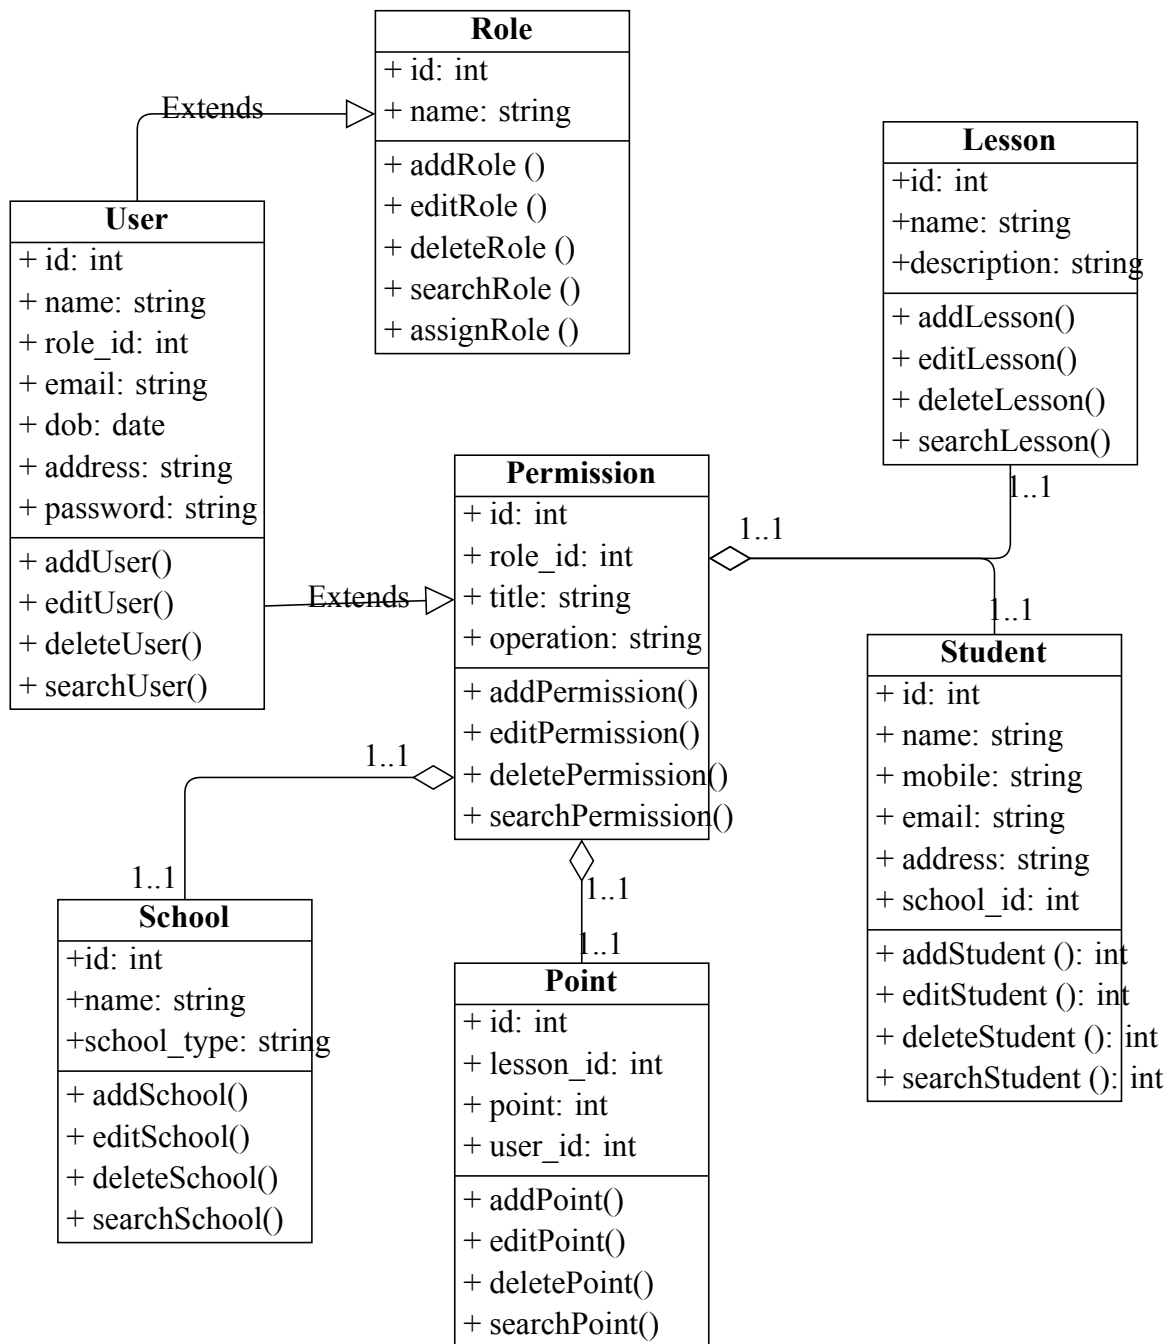 Role
+ id: int
+ name: string
+ addRole ()
+ editRole ()
+ deleteRole ()
+ searchRole ()
+ assignRole ()
Extends
User
+ id: int
+ name: string
+ role_id: int
+ email: string
+ dob: date
+ address: string
+ password: string
+ addUser()
+ editUser()
+ deleteUser()
+ searchUser()
Extends
Lesson
+id: int
+name: string
+description: string
+ addLesson()
+ editLesson()
+ deleteLesson()
+ searchLesson()
1..1
Permission
+ id: int
+ role_id: int
+ title: string
+ operation: string
+ addPermission()
+ editPermission()
+ deletePermission()
+ searchPermission()
1..1
1..1
Student
+ id: int
+ name: string
+ mobile: string
+ email: string
+ address: string
+ school_id: int
+ addStudent (): int
+ editStudent (): int
+ deleteStudent (): int
+ searchStudent (): int
1..1
1..1
School
+id: int
+name: string
+school_type: string
+ addSchool()
+ editSchool()
+ deleteSchool()
+ searchSchool()
1..1
1..1
Point
+ id: int
+ lesson_id: int
+ point: int
+ user_id: int
+ addPoint()
+ editPoint()
+ deletePoint()
+ searchPoint()